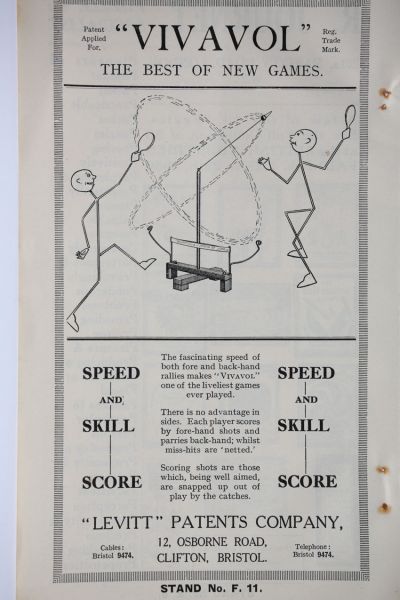 Patent Applied For.
"VIVAVOL"
Reg. Trade Mark.
THE BEST OF NEW GAMES.
SPEED
AND
SKILL
SCORE
The fascinating speed of
both fore and back-hand
rallies makes "VIVAVOL"
one of the liveliest games
ever played.
There is no advantage in
sides. Each player scores
by fore-hand shots and
parries back-hand; whilst
miss-hits are 'netted.'
Scoring shots are those
which, being well aimed,
are snapped up out of
play by the catches.
SPEED
AND
SKILL
SCORE
"LEVITT" PATENTS COMPANY,
Cables:
Bristol 9474.
12, OSBORNE ROAD,
CLIFTON, BRISTOL.
Telephone:
Bristol 9474.
STAND No. F. 11.